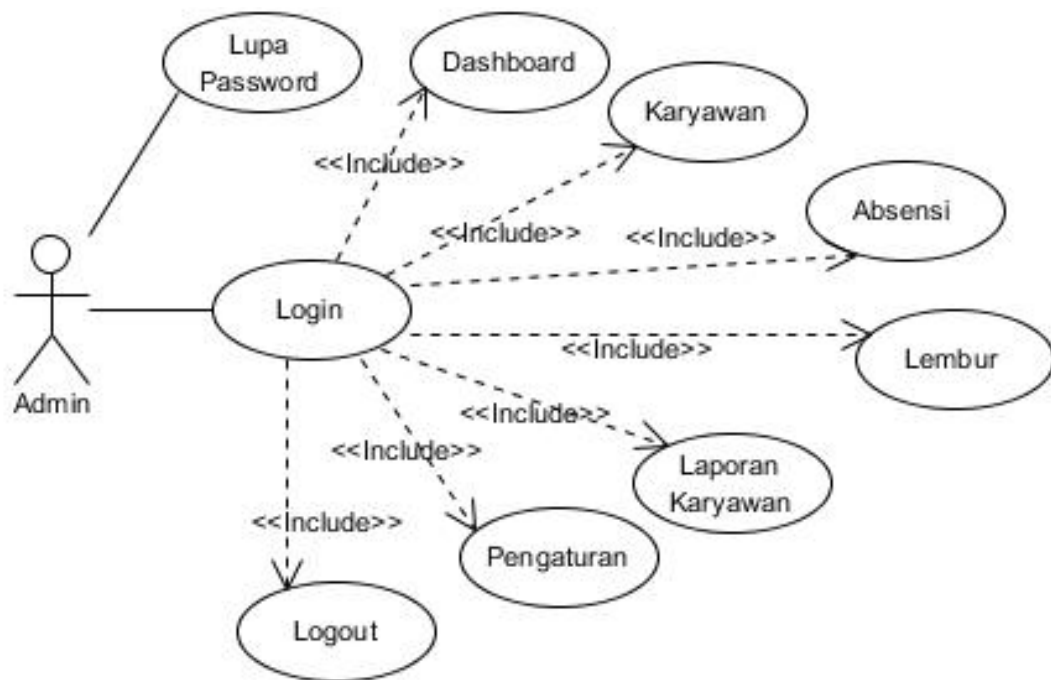 Lupa
Password
Dashboard
Karyawan
<<Include>>
Absensi
<<Include>>
<<Include>>
Login
<<Include>>
Lembur
Admin
<<Include>>
<<Include>>
Laporan
Karyawan
<<Include>>
Pengaturan
Logout